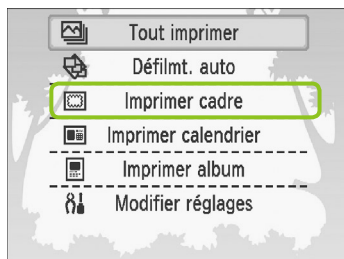 Tout imprimer
Défilmt. auto
Imprimer cadre
Imprimer calendrier
Imprimer album
Modifier réglages